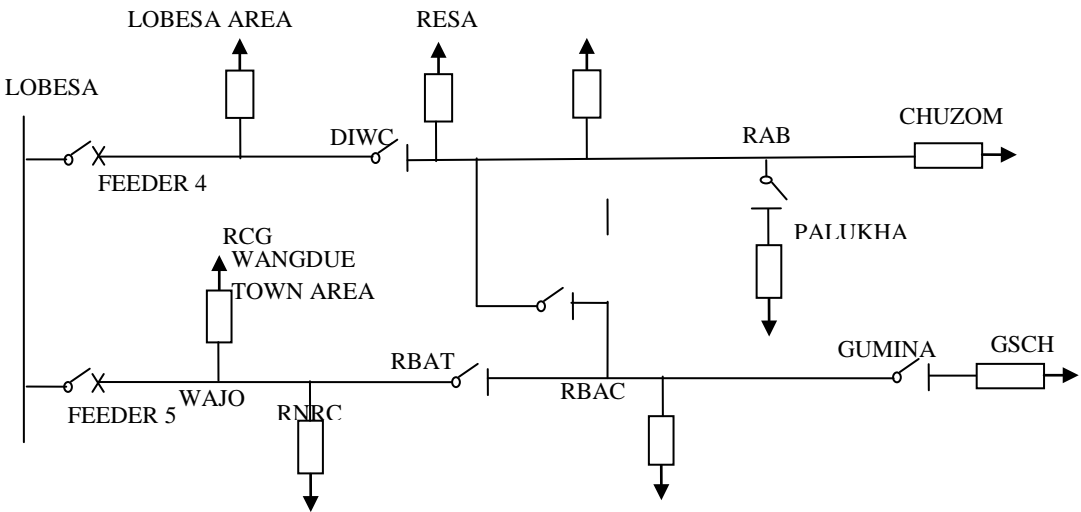 LOBESA AREA
RESA
LOBESA
CHUZOM
DIWC
RAB
FEEDER 4
PALUKHA
RCG
WANGDUE
TOWN AREA
RBAT
GUMINA
GSCH
WAJO
RBAC
FEEDER 5
RNRC